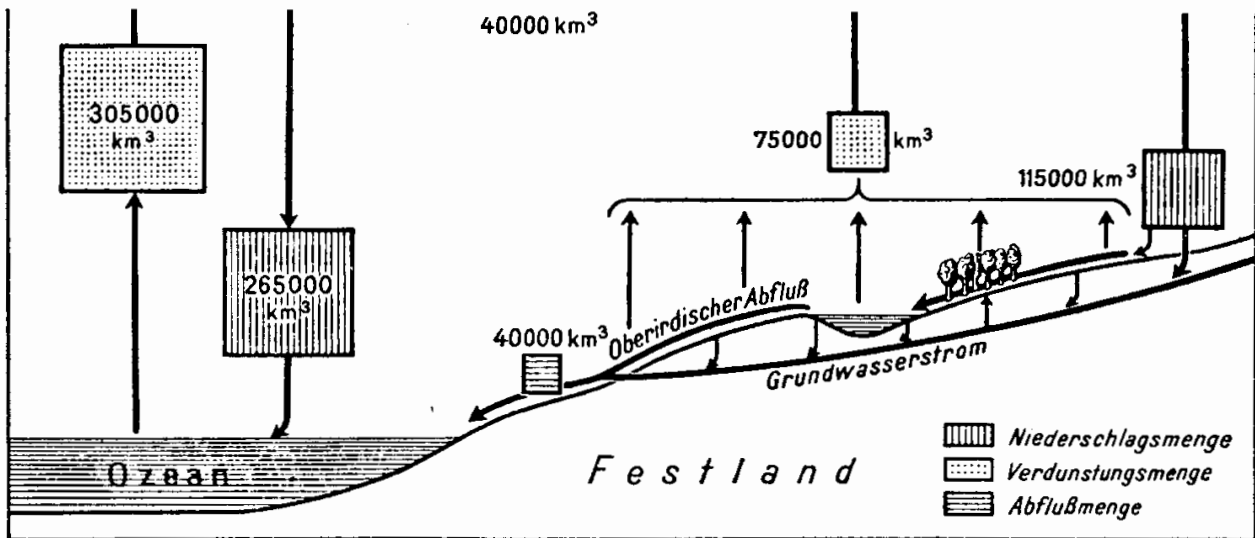 40000 km³
305000
km³
75000 km³
115000 km³
265000
km³
Oberirdischer Abfluß
40000 km³
Grundwasserstrom
Ozean
Festland
Niederschlagsmenge
Verdunstungsmenge
Abflußmenge